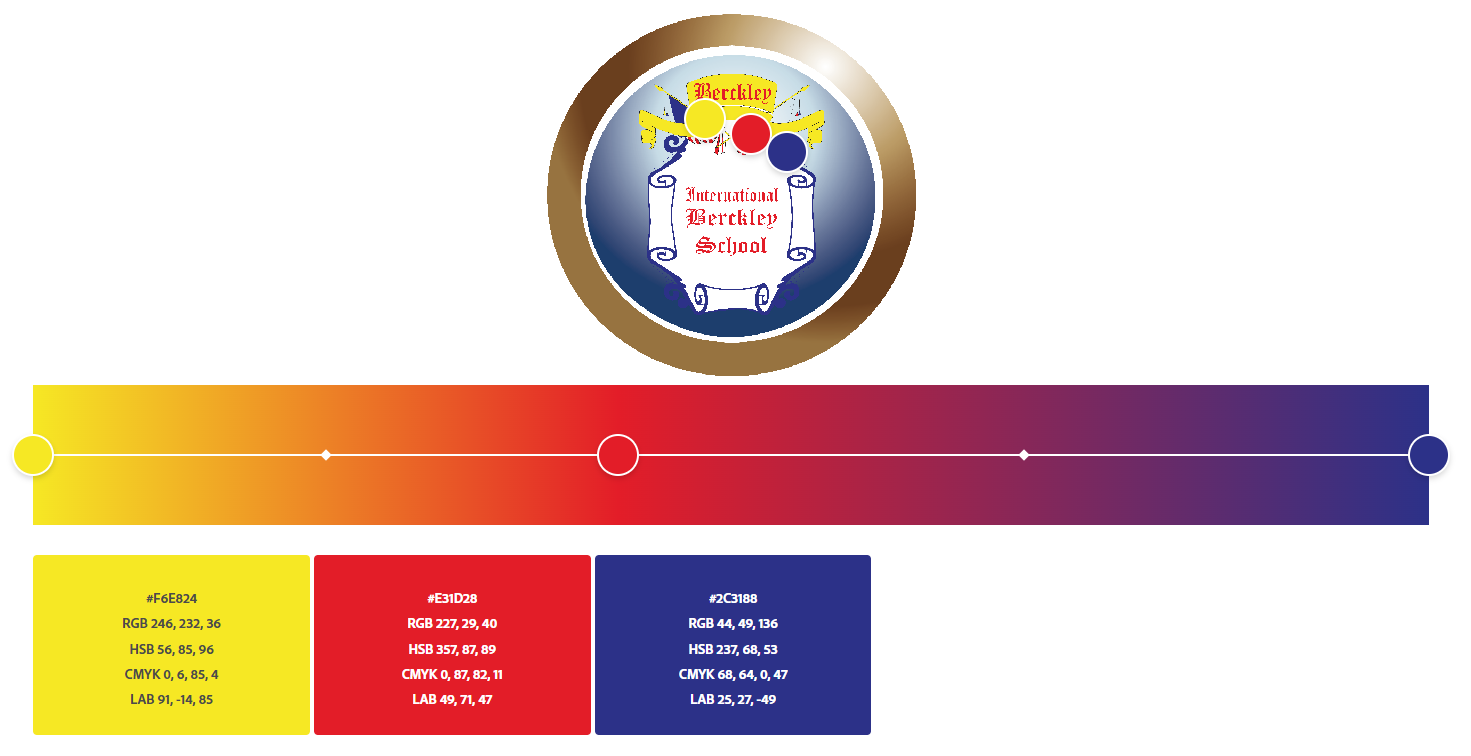 Berckley
International
Berckley
School
#F6E824
RGB 246, 232, 36
HSB 56, 85, 96
CMYK 0, 6, 85, 4
LAB 91, -14, 85
#E31D28
RGB 227, 29, 40
HSB 357, 87, 89
CMYK 0, 87, 82, 11
LAB 49, 71, 47
#2C3188
RGB 44, 49, 136
HSB 237, 68, 53
CMYK 68, 64, 0, 47
LAB 25, 27, -49